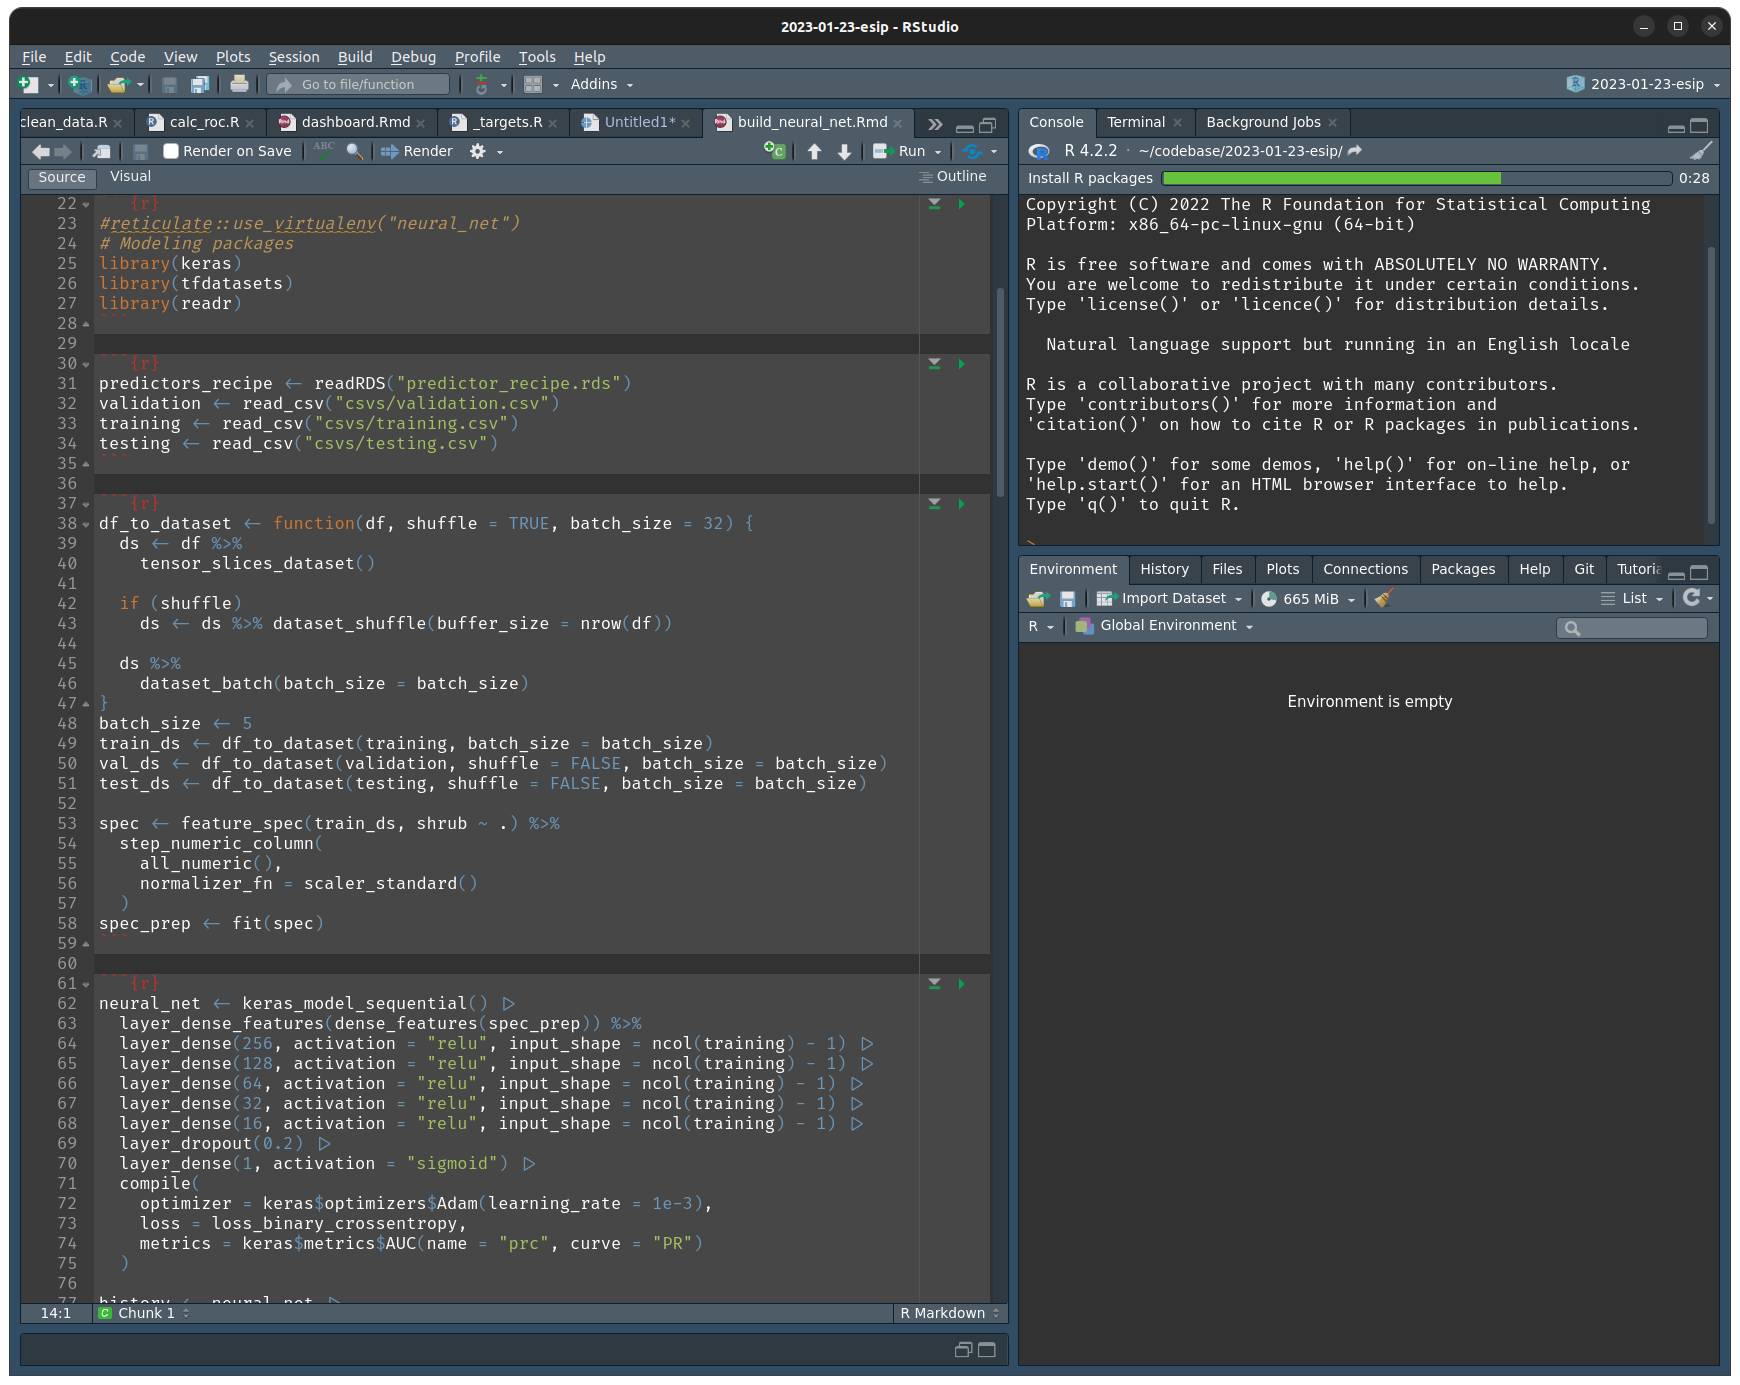 2023-01-23-esip - RStudio
File Edit Code View Plots Session Build Debug Profile Tools Help
Go to file/function Addins 2023-01-23-esip
clean_data.R calc_roc.R dashboard.Rmd _targets.R Untitled1* build_neural_net.Rmd
Render on Save ABC Render Run
Source Visual Outline
22 ```{r}
23 #reticulate::use_virtualenv("neural_net")
24 # Modeling packages
25 library(keras)
26 library(tfdatasets)
27 library(readr)
28 ```
29
30 ```{r}
31 predictors_recipe <- readRDS("predictor_recipe.rds")
32 validation <- read_csv("csvs/validation.csv")
33 training <- read_csv("csvs/training.csv")
34 testing <- read_csv("csvs/testing.csv")
35 ```
36
37 ```{r}
38 df_to_dataset <- function(df, shuffle = TRUE, batch_size = 32) {
39   ds <- df %>%
40     tensor_slices_dataset()
41
42   if (shuffle)
43     ds <- ds %>% dataset_shuffle(buffer_size = nrow(df))
44
45   ds %>%
46     dataset_batch(batch_size = batch_size)
47 }
48 batch_size <- 5
49 train_ds <- df_to_dataset(training, batch_size = batch_size)
50 val_ds <- df_to_dataset(validation, shuffle = FALSE, batch_size = batch_size)
51 test_ds <- df_to_dataset(testing, shuffle = FALSE, batch_size = batch_size)
52
53 spec <- feature_spec(train_ds, shrub ~ .) %>%
54   step_numeric_column(
55     all_numeric(),
56     normalizer_fn = scaler_standard()
57   )
58 spec_prep <- fit(spec)
59 ```
60
61 ```{r}
62 neural_net <- keras_model_sequential() |>
63   layer_dense_features(dense_features(spec_prep)) %>%
64   layer_dense(256, activation = "relu", input_shape = ncol(training) - 1) |>
65   layer_dense(128, activation = "relu", input_shape = ncol(training) - 1) |>
66   layer_dense(64, activation = "relu", input_shape = ncol(training) - 1) |>
67   layer_dense(32, activation = "relu", input_shape = ncol(training) - 1) |>
68   layer_dense(16, activation = "relu", input_shape = ncol(training) - 1) |>
69   layer_dropout(0.2) |>
70   layer_dense(1, activation = "sigmoid") |>
71   compile(
72     optimizer = keras$optimizers$Adam(learning_rate = 1e-3),
73     loss = loss_binary_crossentropy,
74     metrics = keras$metrics$AUC(name = "prc", curve = "PR")
75   )
76
77 history <- neural_net |>
14:1 C Chunk 1 R Markdown
Console Terminal Background Jobs
R 4.2.2 · ~/codebase/2023-01-23-esip/
Install R packages 0:28
Copyright (C) 2022 The R Foundation for Statistical Computing
Platform: x86_64-pc-linux-gnu (64-bit)
R is free software and comes with ABSOLUTELY NO WARRANTY.
You are welcome to redistribute it under certain conditions.
Type 'license()' or 'licence()' for distribution details.
Natural language support but running in an English locale
R is a collaborative project with many contributors.
Type 'contributors()' for more information and
'citation()' on how to cite R or R packages in publications.
Type 'demo()' for some demos, 'help()' for on-line help, or
'help.start()' for an HTML browser interface to help.
Type 'q()' to quit R.
>
Environment History Files Plots Connections Packages Help Git Tutoria
Import Dataset 665 MiB List
R Global Environment
Environment is empty